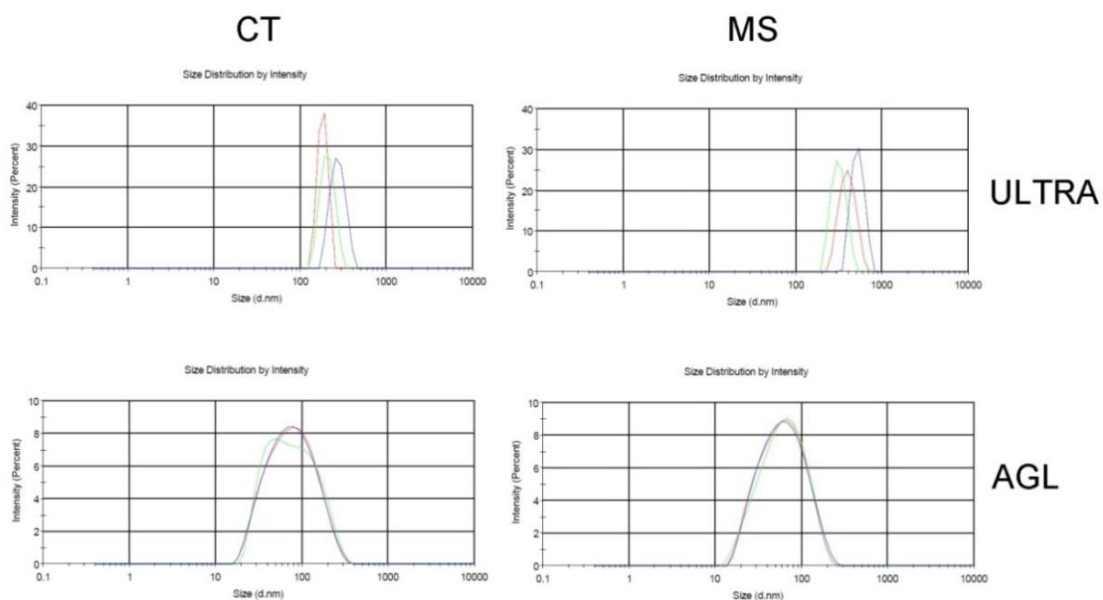 CT
MS
Size Distribution by Intensity
Size Distribution by Intensity
Intensity (Percent)
40
30
20
10
0
0.1 1 10 100 1000 10000
Size (d.nm)
Intensity (Percent)
40
30
20
10
0
0.1 1 10 100 1000 10000
Size (d.nm)
ULTRA
Size Distribution by Intensity
Size Distribution by Intensity
Intensity (Percent)
10
8
6
4
2
0
0.1 1 10 100 1000 10000
Size (d.nm)
Intensity (Percent)
10
8
6
4
2
0
0.1 1 10 100 1000 10000
Size (d.nm)
AGL